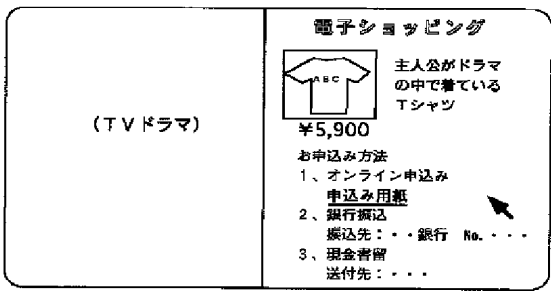 (TVドラマ)
電子ショッピング
ABC
主人公がドラマ
の中で着ている
Tシャツ
¥5,900
お申込み方法
1、オンライン申込み
申込み用紙
2、銀行振込
振込先：・・銀行 No.・・・
3、現金書留
送付先：・・・